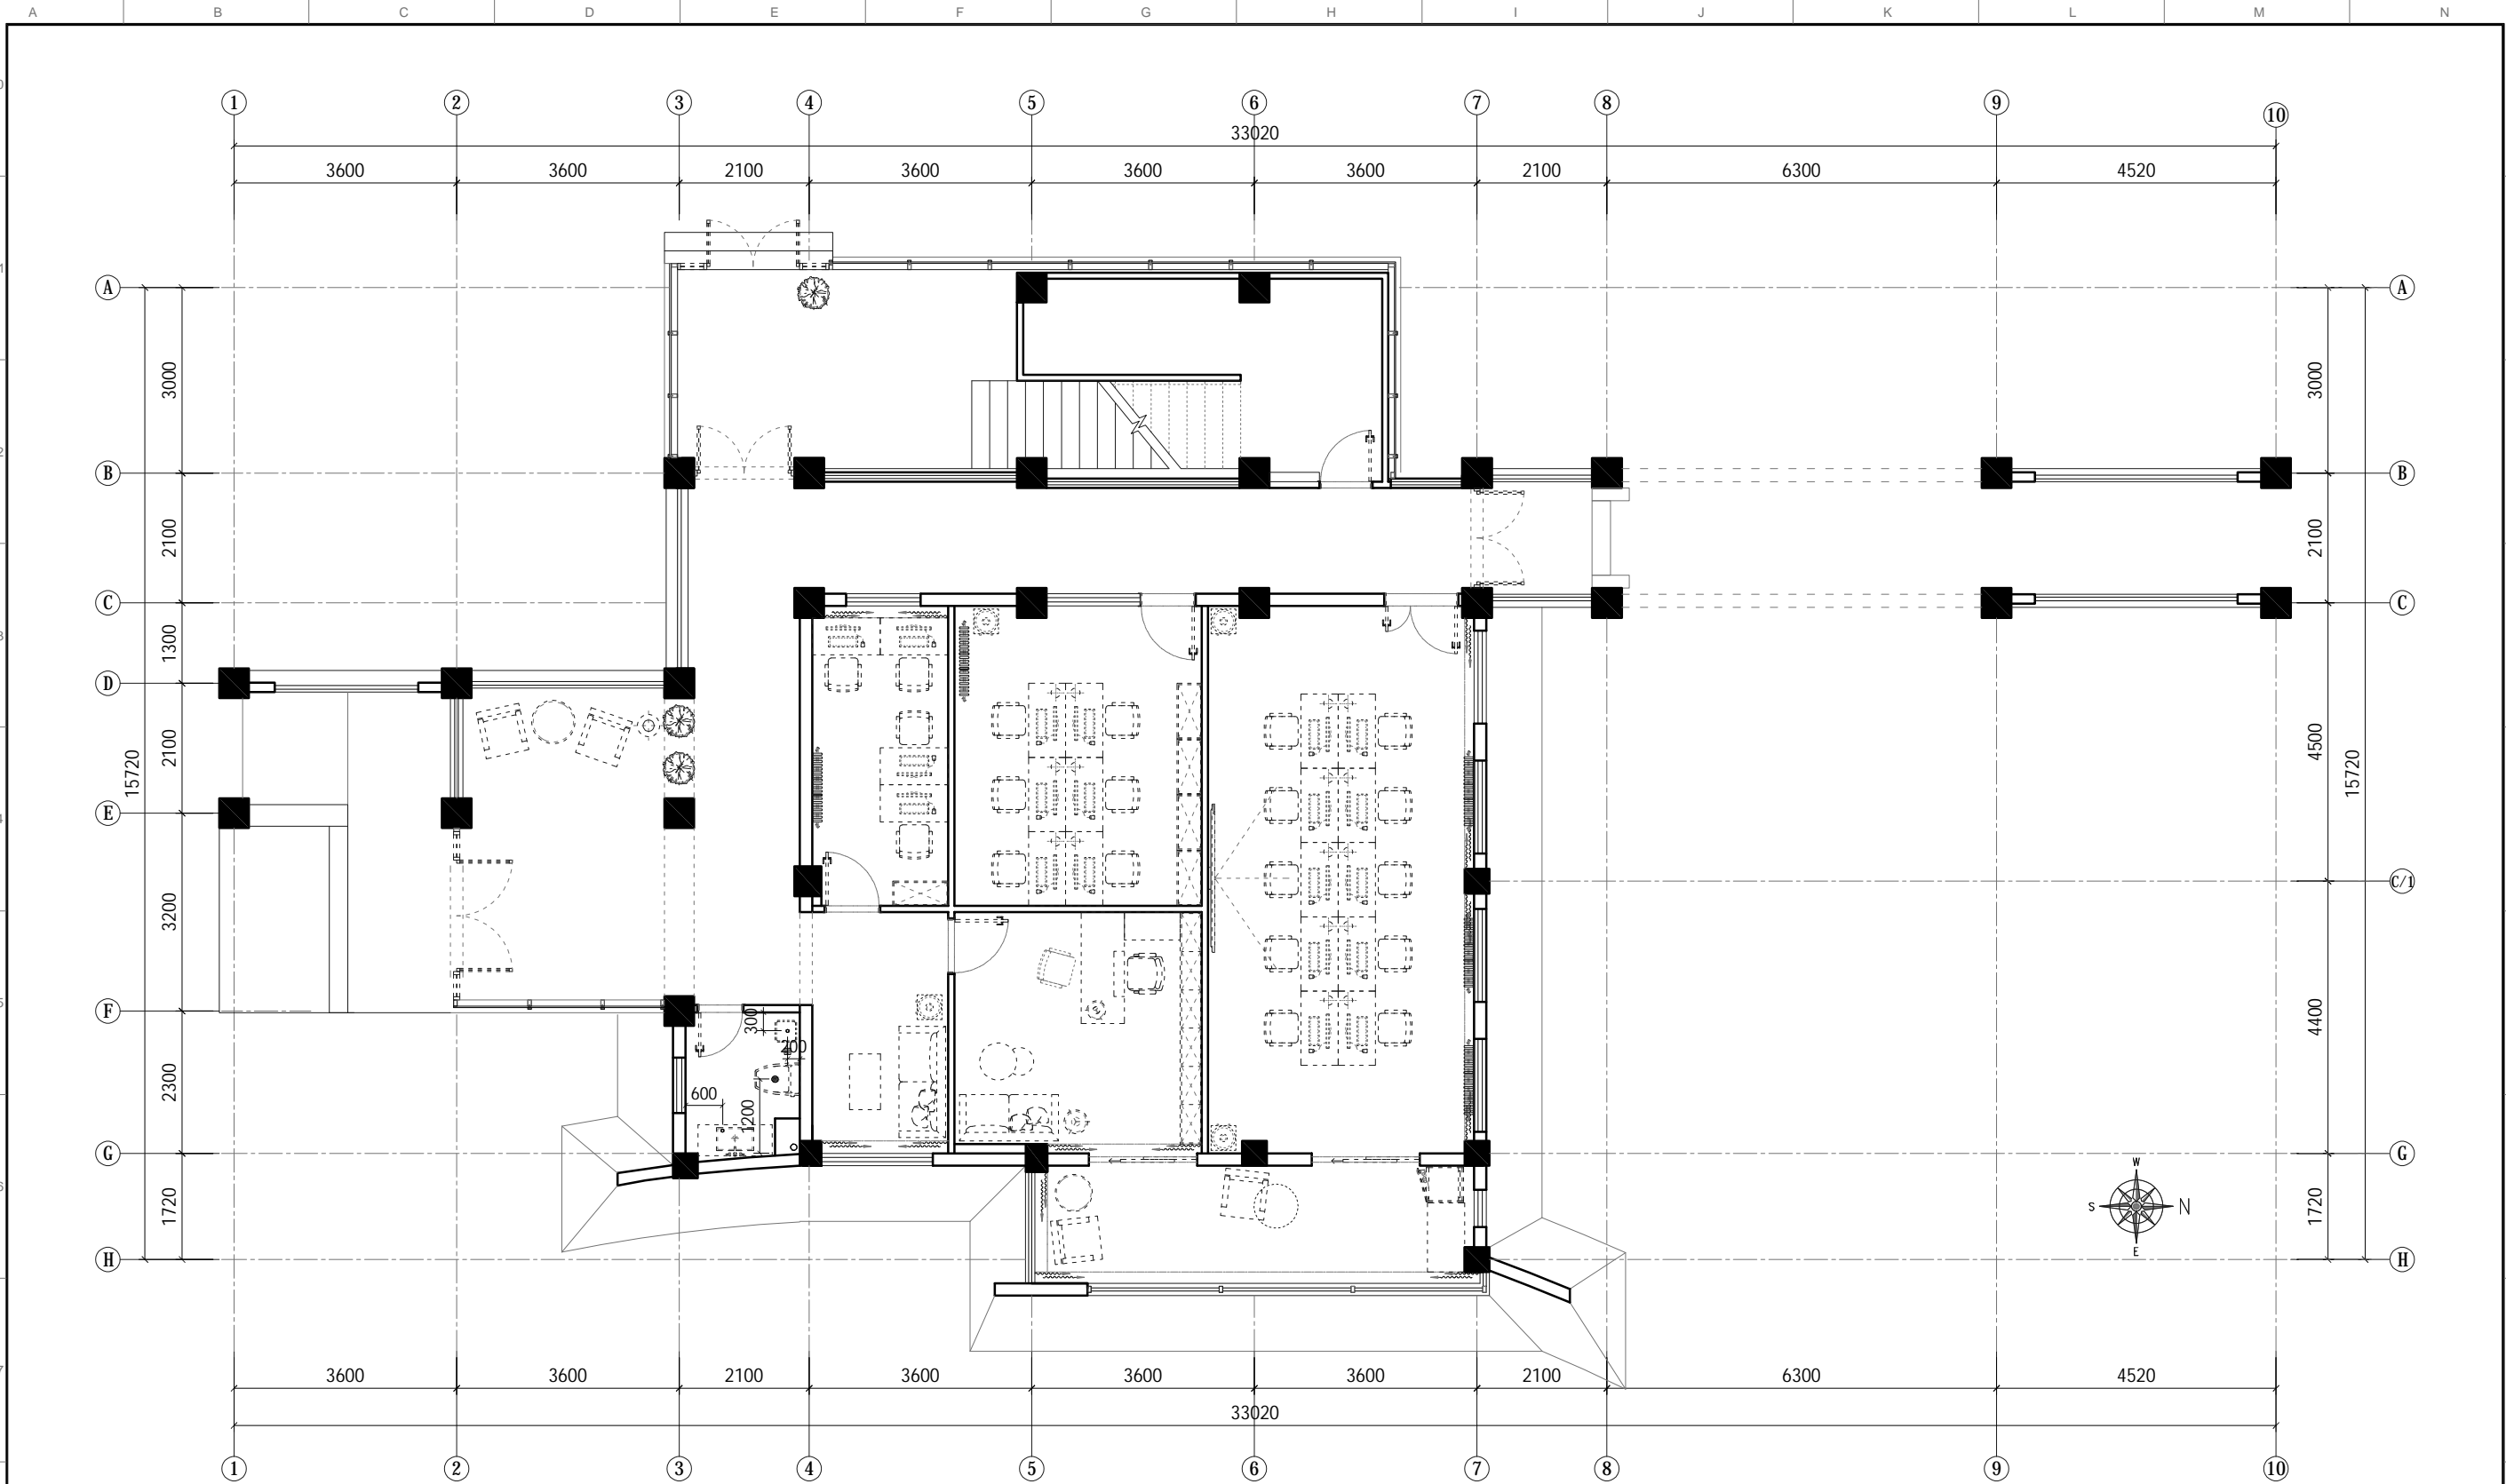 A B C D E F G H I J K L M N
1 2 3 4 5 6 7 8 9 10
33020
3600 3600 2100 3600 3600 3600 2100 6300 4520
A A
3000 3000
B B
2100 2100
C C
1300
D D
2100 4500
15720 15720
E
C/1
3200
F
300
200
4400
2300
600
1200
G G
W
S N
E
1720 1720
H H
3600 3600 2100 3600 3600 3600 2100 6300 4520
33020
1 2 3 4 5 6 7 8 9 10